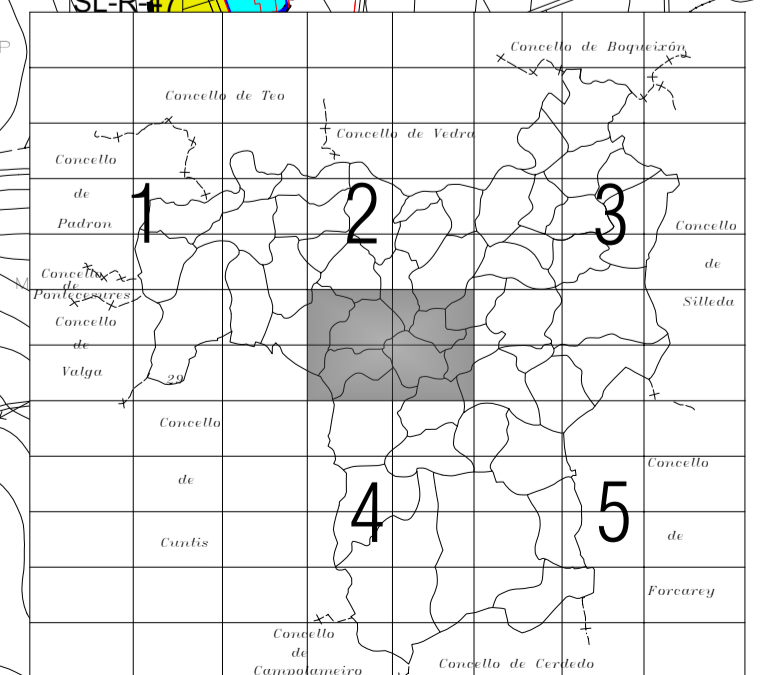 SL-R-47
P
Concello de Boqueixón
Concello de Teo
Concello de Vedra
Concello
de
Padron
1
2
3
Concello
de
Silleda
M
Concello
de
Pontecesures
Concello
de
Valga
29
Concello
de
Cuntis
4
5
Concello
de
Forcarey
Concello
de
Campolameiro
Concello de Cerdedo